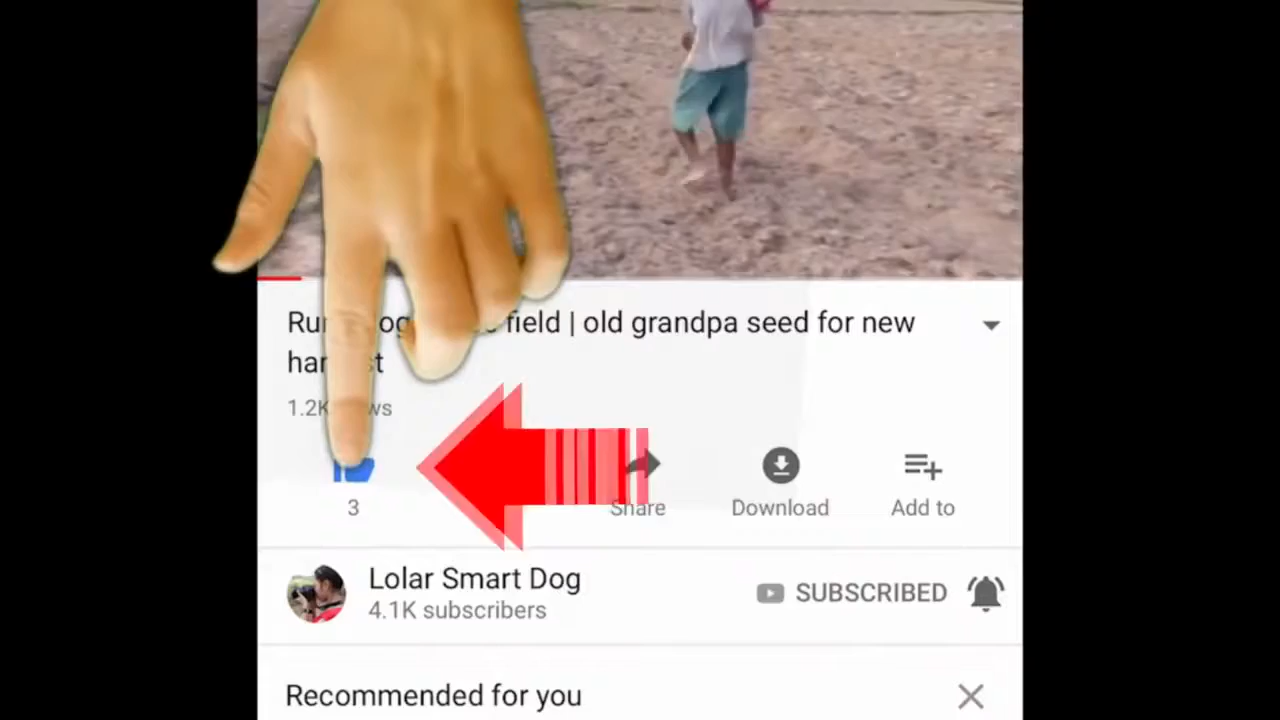 field | old grandpa seed for new
1.2K
3
Share
Download
Add to
Lolar Smart Dog
4.1K subscribers
SUBSCRIBED
Recommended for you